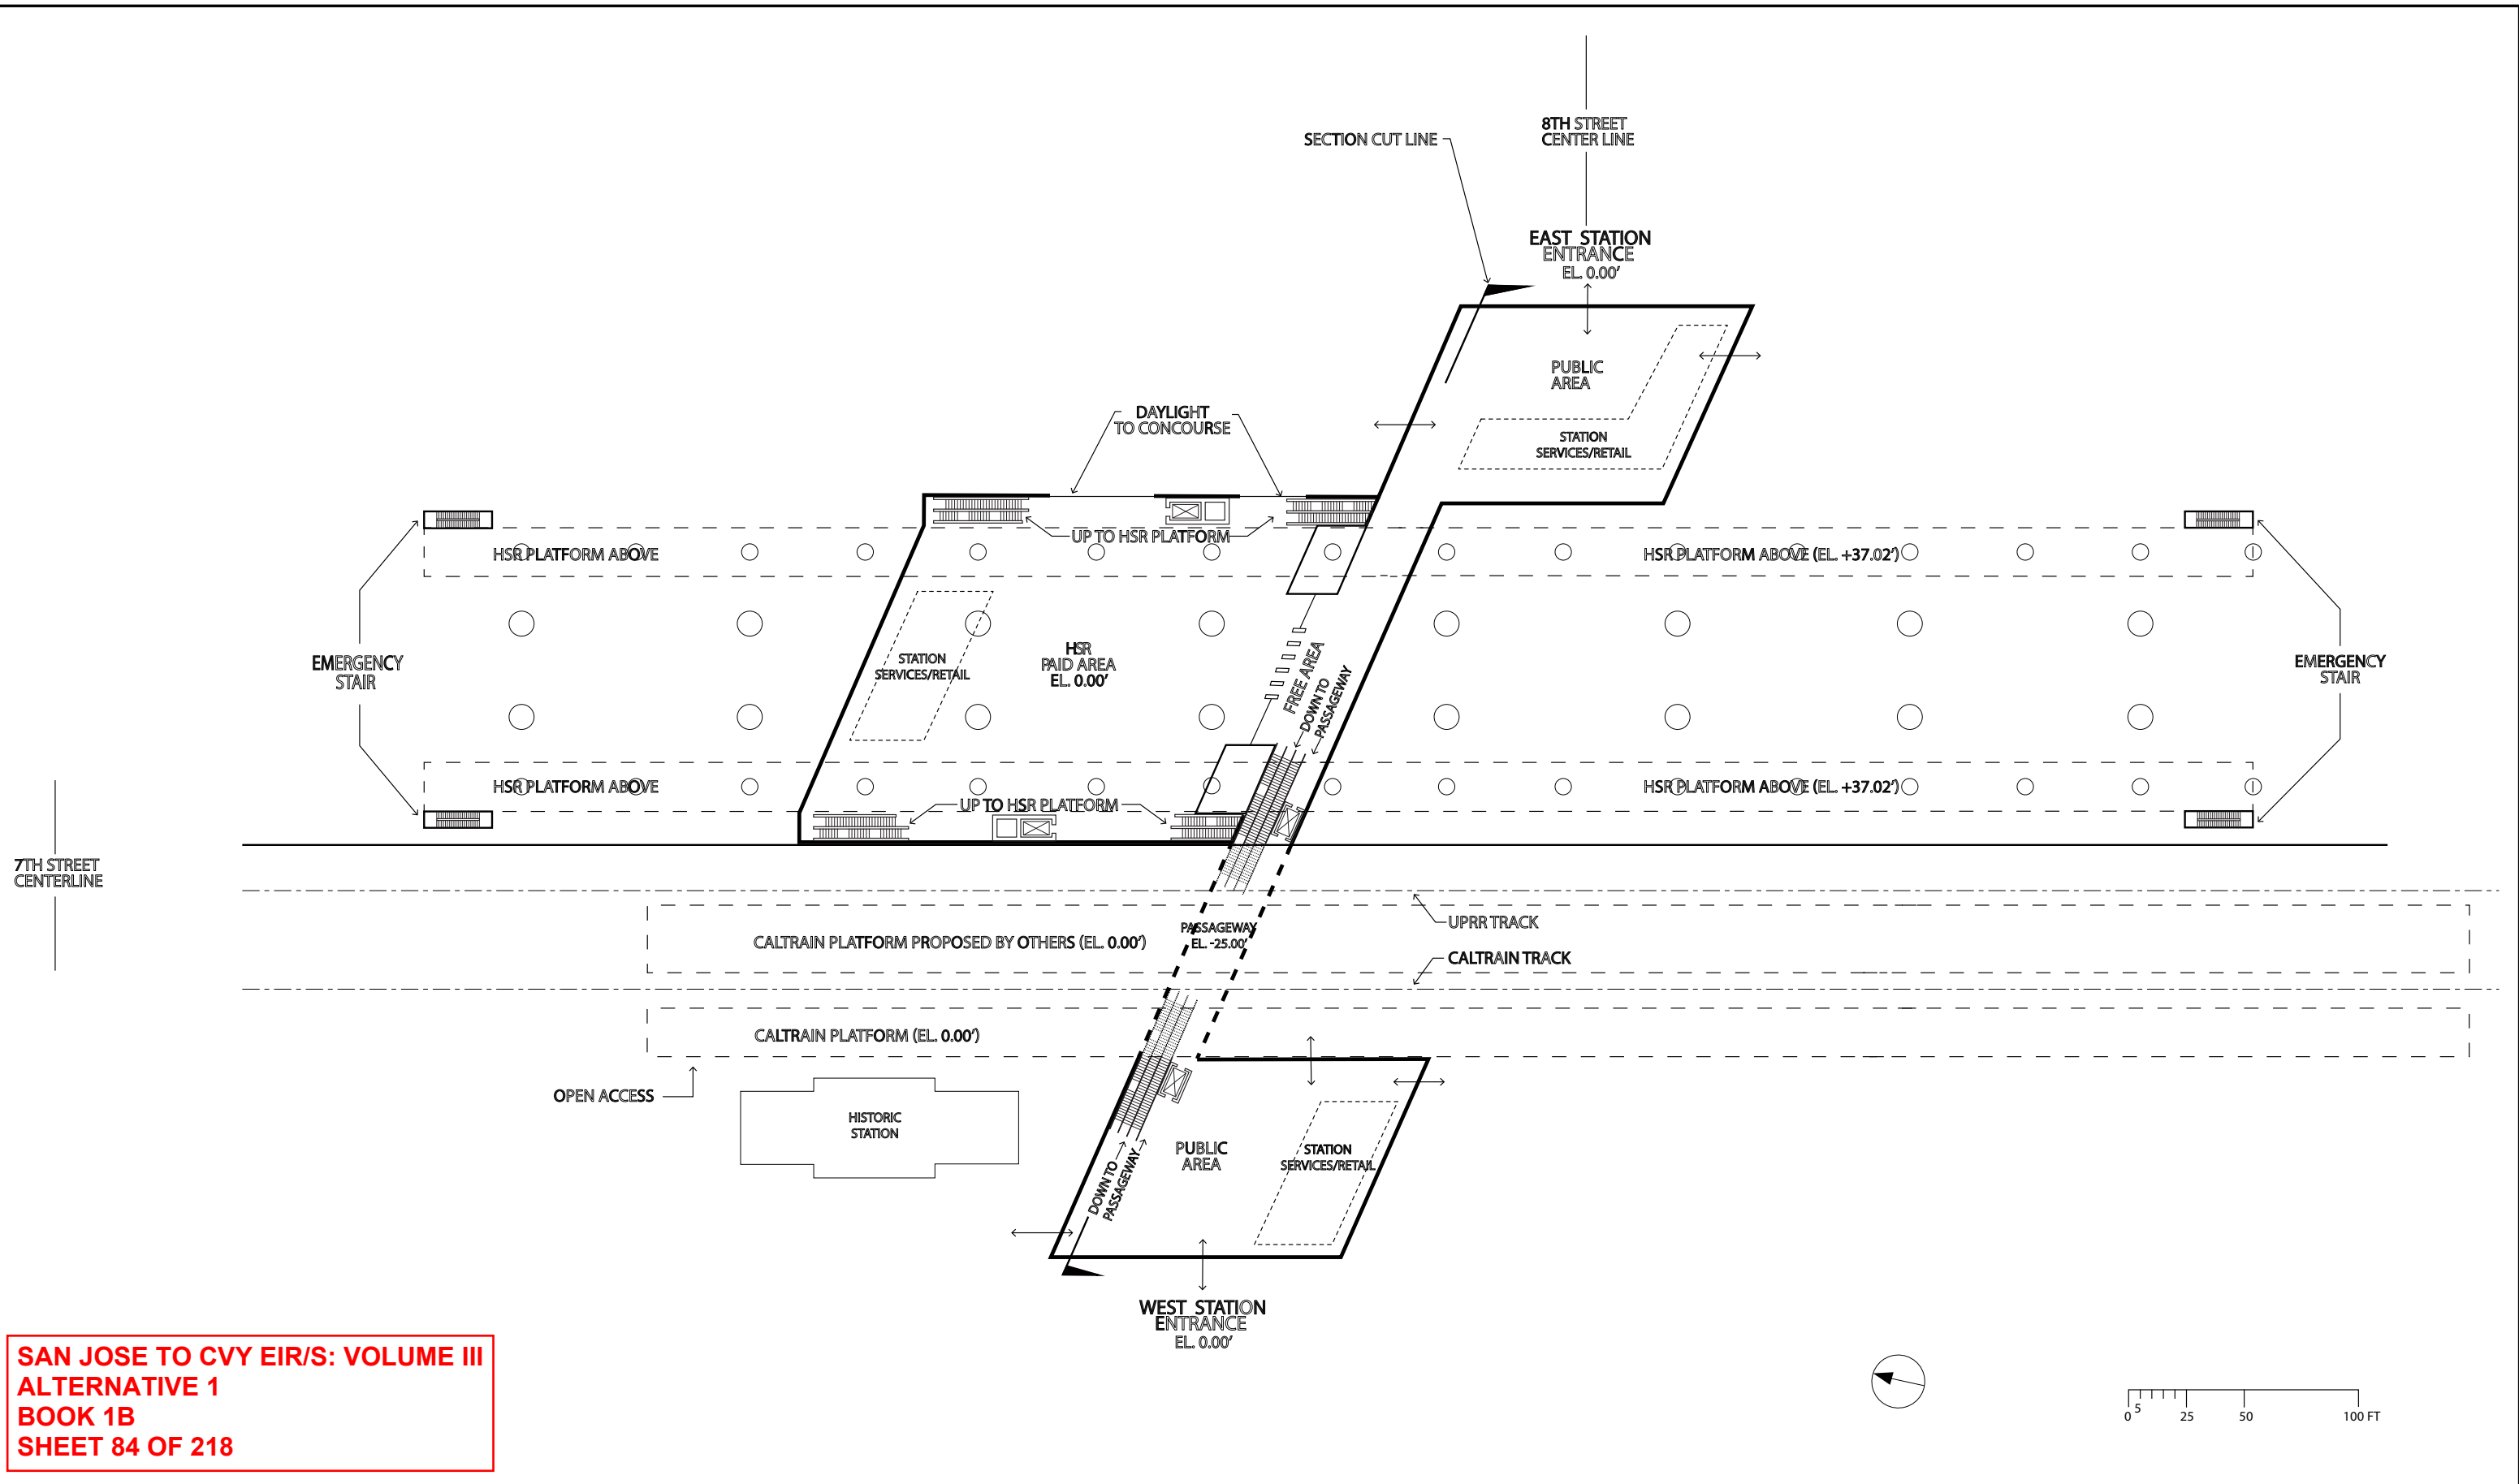 8TH STREET
CENTER LINE
SECTION CUT LINE
EAST STATION
ENTRANCE
EL. 0.00'
PUBLIC
AREA
STATION
SERVICES/RETAIL
DAYLIGHT
TO CONCOURSE
UP TO HSR PLATFORM
HSR PLATFORM ABOVE
HSR PLATFORM ABOVE (EL. +37.02')
EMERGENCY
STAIR
STATION
SERVICES/RETAIL
HSR
PAID AREA
EL. 0.00'
FREE AREA
DOWN TO
PASSAGEWAY
EMERGENCY
STAIR
HSR PLATFORM ABOVE
HSR PLATFORM ABOVE (EL. +37.02')
UP TO HSR PLATFORM
7TH STREET
CENTERLINE
PASSAGEWAY
EL. -25.00'
UPRR TRACK
CALTRAIN PLATFORM PROPOSED BY OTHERS (EL. 0.00')
CALTRAIN TRACK
CALTRAIN PLATFORM (EL. 0.00')
OPEN ACCESS
HISTORIC
STATION
PUBLIC
AREA
STATION
SERVICES/RETAIL
DOWN TO
PASSAGEWAY
WEST STATION
ENTRANCE
EL. 0.00'
SAN JOSE TO CVY EIR/S: VOLUME III
ALTERNATIVE 1
BOOK 1B
SHEET 84 OF 218
0 5 25 50 100 FT